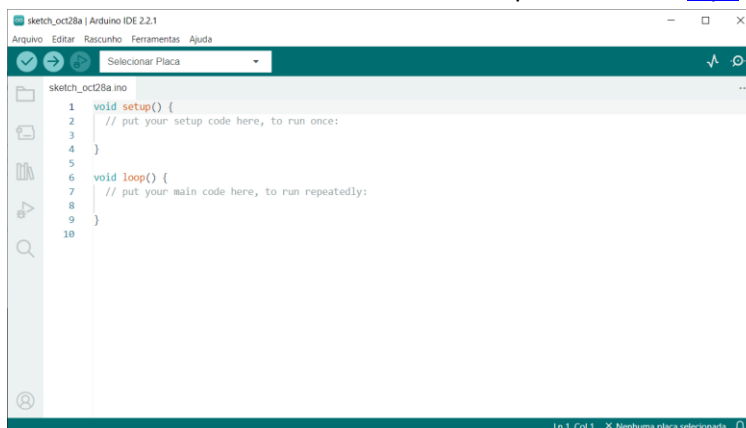 sketch_oct28a | Arduino IDE 2.2.1
Arquivo Editar Rascunho Ferramentas Ajuda
Selecionar Placa
sketch_oct28a.ino
1 void setup() {
2 // put your setup code here, to run once:
3
4 }
5
6 void loop() {
7 // put your main code here, to run repeatedly:
8
9 }
10
Ln 1, Col 1 X Nenhuma placa selecionada